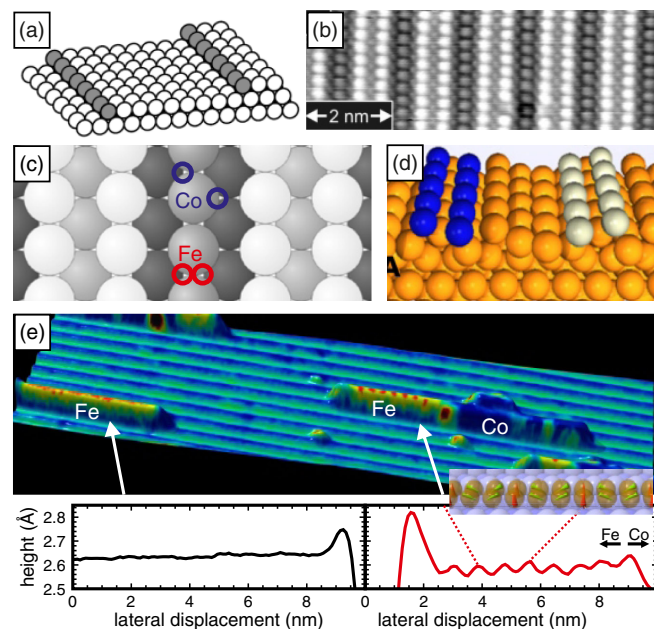 (a)
(b)
2 nm
(c)
Co
Fe
(d)
A
(e)
Fe
Fe
Co
height (Å)
2.8
2.7
2.6
2.5
Fe Co
0 2 4 6 8
0 2 4 6 8
lateral displacement (nm)
lateral displacement (nm)